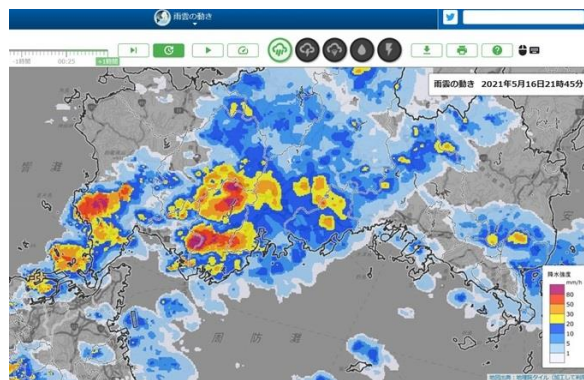 雨雲の動き
-1時間
00:25
+1時間
雨雲の動き 2021年5月16日21時45分
響灘
周防灘
降水強度
mm/h
80
50
30
20
10
5
1